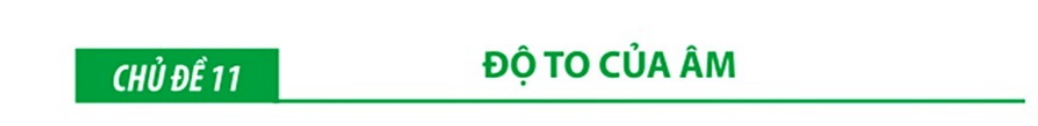 CHỦ ĐỀ 11
ĐỘ TO CỦA ÂM